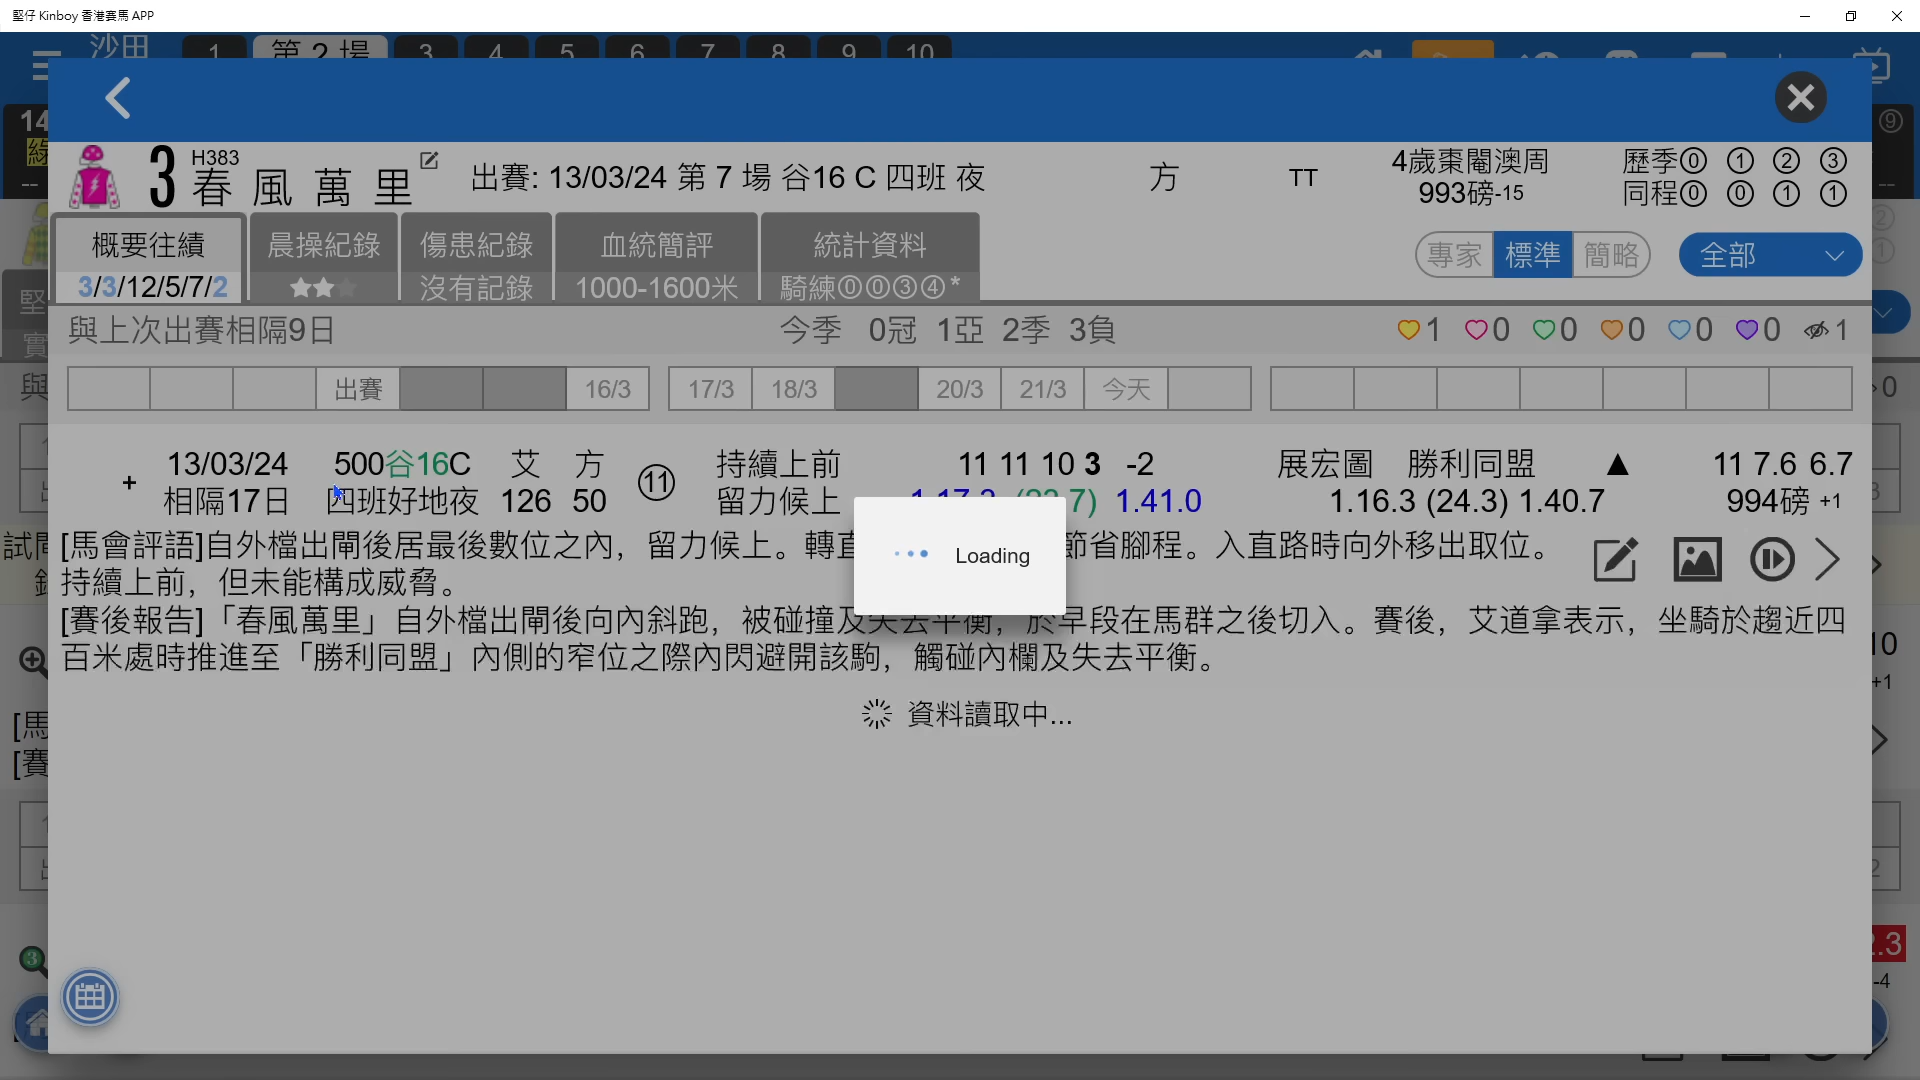 堅仔 Kinboy 香港賽馬 APP
沙田 1 第 2 場 3 4 5 6 7 8 9 10
3 H383 春風萬里 出賽: 13/03/24 第 7 場 谷16 C 四班 夜 方 TT 4歲棗閹澳周 歷季⓪ ① ② ③
993磅-15 同程⓪ ⓪ ① ①
概要往績 晨操紀錄 傷患紀錄 血統簡評 統計資料 專家 標準 簡略 全部
3/3/12/5/7/2 沒有記錄 1000-1600米 騎練⓪⓪③④*
與上次出賽相隔9日 今季 0冠 1亞 2季 3負 1 0 0 0 0 0 1
出賽 16/3 17/3 18/3 20/3 21/3 今天
+ 13/03/24 500谷16C 艾 方 ⑪ 持續上前 11 11 10 3 -2 展宏圖 勝利同盟 ▲ 11 7.6 6.7
相隔17日 四班好地夜 126 50 留力候上 7) 1.41.0 1.16.3 (24.3) 1.40.7 994磅 +1
[馬會評語]自外檔出閘後居最後數位之內，留力候上。轉直 節省腳程。入直路時向外移出取位。
持續上前，但未能構成威脅。
[賽後報告]「春風萬里」自外檔出閘後向內斜跑，被碰撞及失去平衡，於早段在馬群之後切入。賽後，艾道拿表示，坐騎於趨近四
百米處時推進至「勝利同盟」內側的窄位之際內閃避開該駒，觸碰內欄及失去平衡。
Loading
資料讀取中...